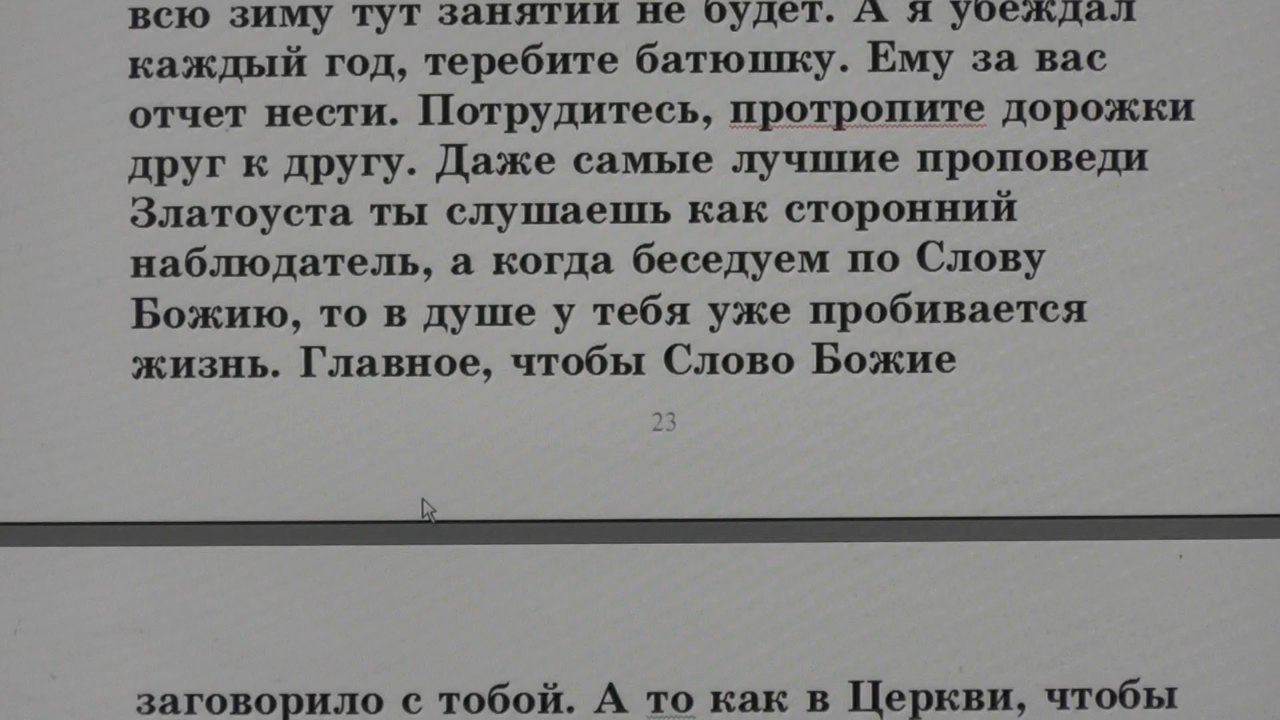 всю зиму тут занятий не будет. А я убеждал
каждый год, теребите батюшку. Ему за вас
отчет нести. Потрудитесь, протропите дорожки
друг к другу. Даже самые лучшие проповеди
Златоуста ты слушаешь как сторонний
наблюдатель, а когда беседуем по Слову
Божию, то в душе у тебя уже пробивается
жизнь. Главное, чтобы Слово Божие
23
заговорило с тобой. А то как в Церкви, чтобы